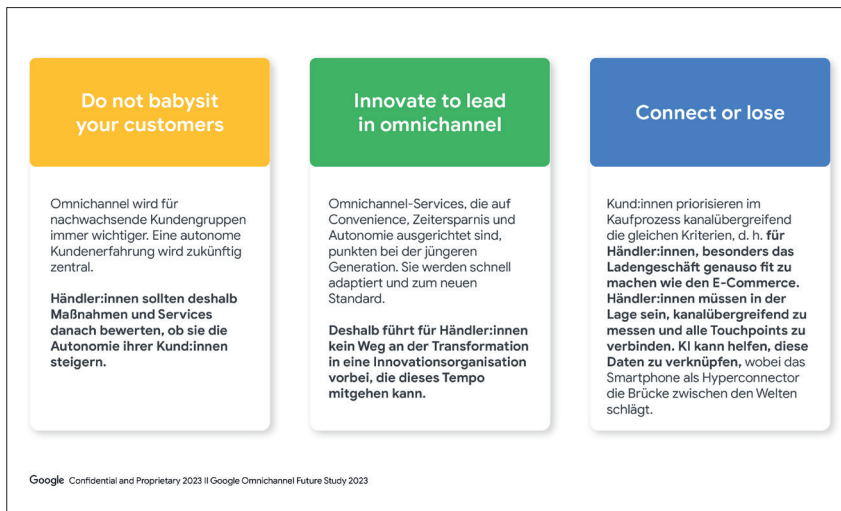 Do not babysit
your customers
Omnichannel wird für
nachwachsende Kundengruppen
immer wichtiger. Eine autonome
Kundenerfahrung wird zukünftig
zentral.
Händler:innen sollten deshalb
Maßnahmen und Services
danach bewerten, ob sie die
Autonomie ihrer Kund:innen
steigern.
Innovate to lead
in omnichannel
Omnichannel-Services, die auf
Convenience, Zeitersparnis und
Autonomie ausgerichtet sind,
punkten bei der jüngeren
Generation. Sie werden schnell
adaptiert und zum neuen
Standard.
Deshalb führt für Händler:innen
kein Weg an der Transformation
in eine Innovationsorganisation
vorbei, die dieses Tempo
mitgehen kann.
Connect or lose
Kund:innen priorisieren im
Kaufprozess kanalübergreifend
die gleichen Kriterien, d. h. für
Händler:innen, besonders das
Ladengeschäft genauso fit zu
machen wie den E-Commerce.
Händler:innen müssen in der
Lage sein, kanalübergreifend zu
messen und alle Touchpoints zu
verbinden. KI kann helfen, diese
Daten zu verknüpfen, wobei das
Smartphone als Hyperconnector
die Brücke zwischen den Welten
schlägt.
Google Confidential and Proprietary 2023 II Google Omnichannel Future Study 2023